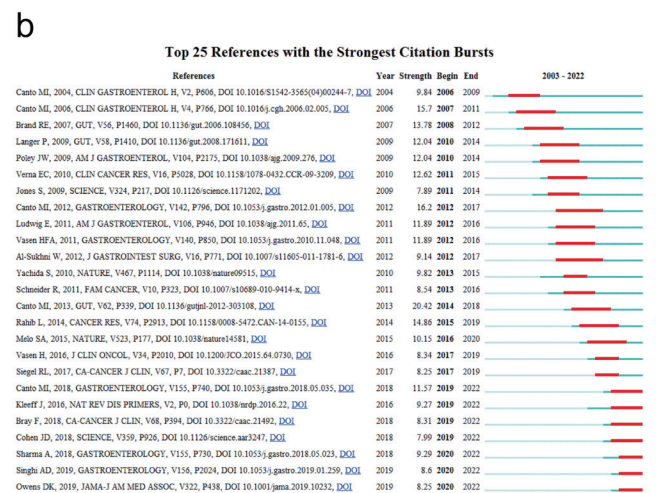 b
Top 25 References with the Strongest Citation Bursts
References Year Strength Begin End 2003 - 2022
Canto MI, 2004, CLIN GASTROENTEROL H, V2, P606, DOI 10.1016/S1542-3565(04)00244-7, DOI 2004 9.84 2006 2009
Canto MI, 2006, CLIN GASTROENTEROL H, V4, P766, DOI 10.1016/j.cgh.2006.02.005, DOI 2006 15.7 2007 2011
Brand RE, 2007, GUT, V56, P1460, DOI 10.1136/gut.2006.108456, DOI 2007 13.78 2008 2012
Langer P, 2009, GUT, V58, P1410, DOI 10.1136/gut.2008.171611, DOI 2009 12.04 2010 2014
Poley JW, 2009, AM J GASTROENTEROL, V104, P2175, DOI 10.1038/ajg.2009.276, DOI 2009 12.04 2010 2014
Verna EC, 2010, CLIN CANCER RES, V16, P5028, DOI 10.1158/1078-0432.CCR-09-3209, DOI 2010 12.62 2011 2015
Jones S, 2009, SCIENCE, V324, P217, DOI 10.1126/science.1171202, DOI 2009 7.89 2011 2014
Canto MI, 2012, GASTROENTEROLOGY, V142, P796, DOI 10.1053/j.gastro.2012.01.005, DOI 2012 16.2 2012 2017
Ludwig E, 2011, AM J GASTROENTEROL, V106, P946, DOI 10.1038/ajg.2011.65, DOI 2011 11.89 2012 2016
Vasen HFA, 2011, GASTROENTEROLOGY, V140, P850, DOI 10.1053/j.gastro.2010.11.048, DOI 2011 11.89 2012 2016
Al-Sukhni W, 2012, J GASTROINTEST SURG, V16, P771, DOI 10.1007/s11605-011-1781-6, DOI 2012 9.14 2012 2017
Yachida S, 2010, NATURE, V467, P1114, DOI 10.1038/nature09515, DOI 2010 9.82 2013 2015
Schneider R, 2011, FAM CANCER, V10, P323, DOI 10.1007/s10689-010-9414-x, DOI 2011 8.54 2013 2016
Canto MI, 2013, GUT, V62, P339, DOI 10.1136/gutjnl-2012-303108, DOI 2013 20.42 2014 2018
Rahib L, 2014, CANCER RES, V74, P2913, DOI 10.1158/0008-5472.CAN-14-0155, DOI 2014 14.86 2015 2019
Melo SA, 2015, NATURE, V523, P177, DOI 10.1038/nature14581, DOI 2015 10.15 2016 2020
Vasen H, 2016, J CLIN ONCOL, V34, P2010, DOI 10.1200/JCO.2015.64.0730, DOI 2016 8.34 2017 2019
Siegel RL, 2017, CA-CANCER J CLIN, V67, P7, DOI 10.3322/caac.21387, DOI 2017 8.25 2017 2019
Canto MI, 2018, GASTROENTEROLOGY, V155, P740, DOI 10.1053/j.gastro.2018.05.035, DOI 2018 11.57 2019 2022
Kleeff J, 2016, NAT REV DIS PRIMERS, V2, P0, DOI 10.1038/nrdp.2016.22, DOI 2016 9.27 2019 2022
Bray F, 2018, CA-CANCER J CLIN, V68, P394, DOI 10.3322/caac.21492, DOI 2018 8.31 2019 2022
Cohen JD, 2018, SCIENCE, V359, P926, DOI 10.1126/science.aar3247, DOI 2018 7.99 2019 2022
Sharma A, 2018, GASTROENTEROLOGY, V155, P730, DOI 10.1053/j.gastro.2018.05.023, DOI 2018 9.29 2020 2022
Singhi AD, 2019, GASTROENTEROLOGY, V156, P2024, DOI 10.1053/j.gastro.2019.01.259, DOI 2019 8.6 2020 2022
Owens DK, 2019, JAMA-J AM MED ASSOC, V322, P438, DOI 10.1001/jama.2019.10232, DOI 2019 8.25 2020 2022